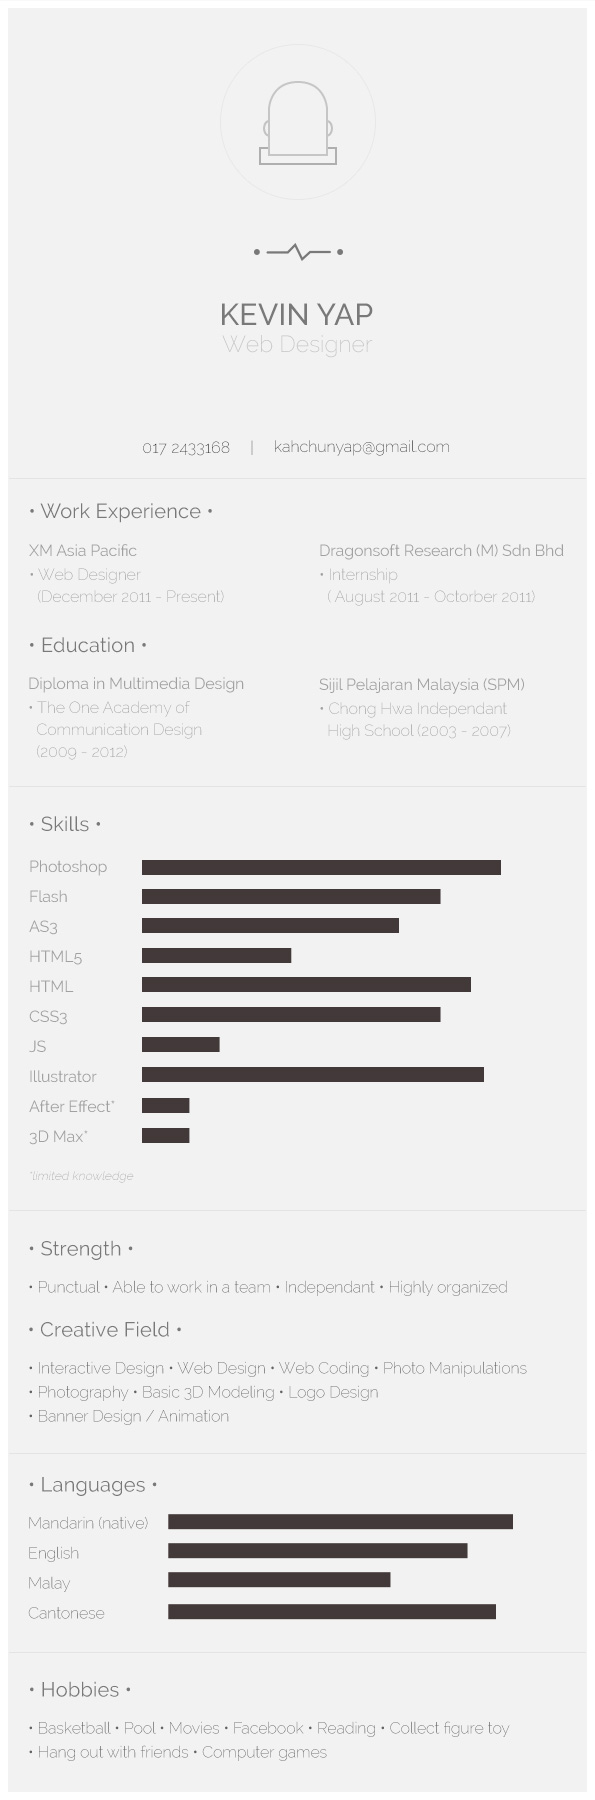 KEVIN YAP
Web Designer
017 2433168 | kahchunyap@gmail.com
• Work Experience •
XM Asia Pacific
• Web Designer
(December 2011 - Present)
Dragonsoft Research (M) Sdn Bhd
• Internship
( August 2011 - Octorber 2011)
• Education •
Diploma in Multimedia Design
• The One Academy of
Communication Design
(2009 - 2012)
Sijil Pelajaran Malaysia (SPM)
• Chong Hwa Independant
High School (2003 - 2007)
• Skills •
Photoshop
Flash
AS3
HTML5
HTML
CSS3
JS
Illustrator
After Effect*
3D Max*
*limited knowledge
• Strength •
• Punctual • Able to work in a team • Independant • Highly organized
• Creative Field •
• Interactive Design • Web Design • Web Coding • Photo Manipulations
• Photography • Basic 3D Modeling • Logo Design
• Banner Design / Animation
• Languages •
Mandarin (native)
English
Malay
Cantonese
• Hobbies •
• Basketball • Pool • Movies • Facebook • Reading • Collect figure toy
• Hang out with friends • Computer games